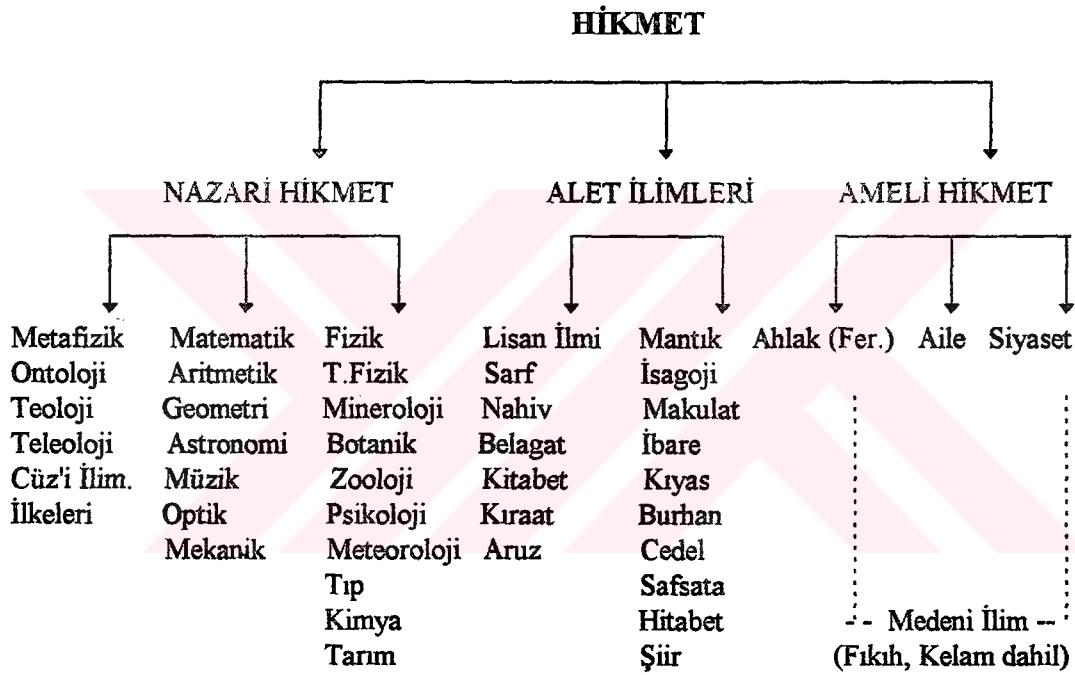 HİKMET
NAZARİ HİKMET ALET İLİMLERİ AMELİ HİKMET
Metafizik Matematik Fizik Lisan İlmi Mantık Ahlak (Fer.) Aile Siyaset
Ontoloji Aritmetik T.Fizik Sarf İsagoji
Teoloji Geometri Mineroloji Nahiv Makulat
Teleoloji Astronomi Botanik Belagat İbare
Cüz'i İlim. Müzik Zooloji Kitabet Kıyas
İlkeleri Optik Psikoloji Kıraat Burhan
Mekanik Meteoroloji Aruz Cedel
Tıp Safsata
Kimya Hitabet -- Medeni İlim --
Tarım Şiir (Fıkıh, Kelam dahil)